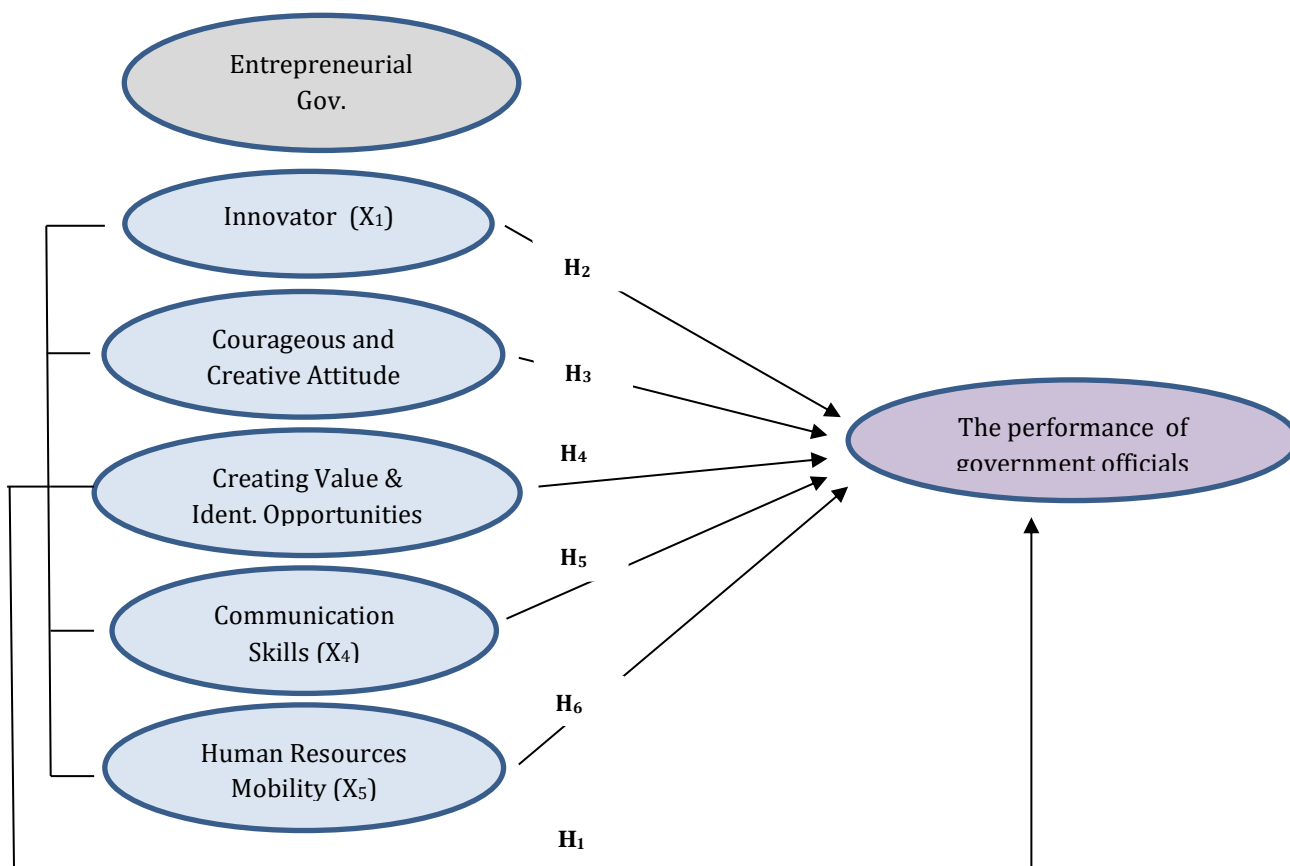 Entrepreneurial
Gov.
Innovator (X₁)
H₂
Courageous and
Creative Attitude
H₃
The performance of
government officials
H₄
Creating Value &
Ident. Opportunities
H₅
Communication
Skills (X₄)
H₆
Human Resources
Mobility (X₅)
H₁